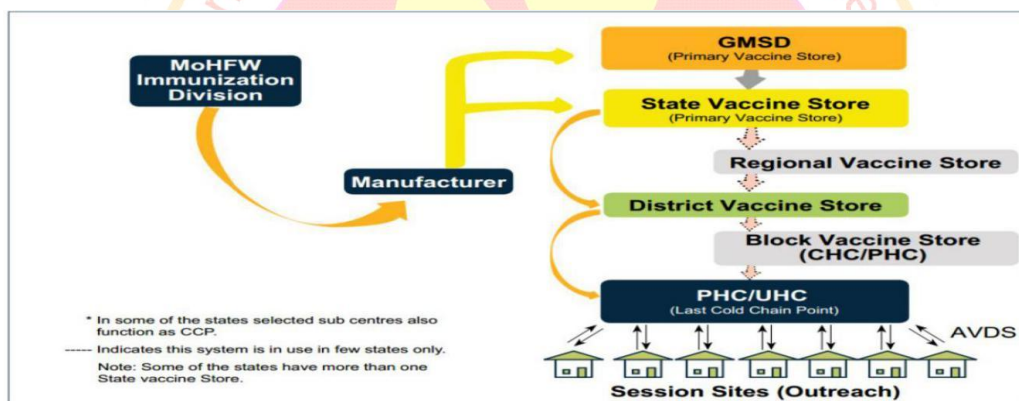 MoHFW
Immunization
Division
Manufacturer
GMSD
(Primary Vaccine Store)
State Vaccine Store
(Primary Vaccine Store)
Regional Vaccine Store
District Vaccine Store
Block Vaccine Store
(CHC/PHC)
PHC/UHC
(Last Cold Chain Point)
AVDS
Session Sites (Outreach)
* In some of the states selected sub centres also
function as CCP.
----- Indicates this system is in use in few states only.
Note: Some of the states have more than one
State vaccine Store.